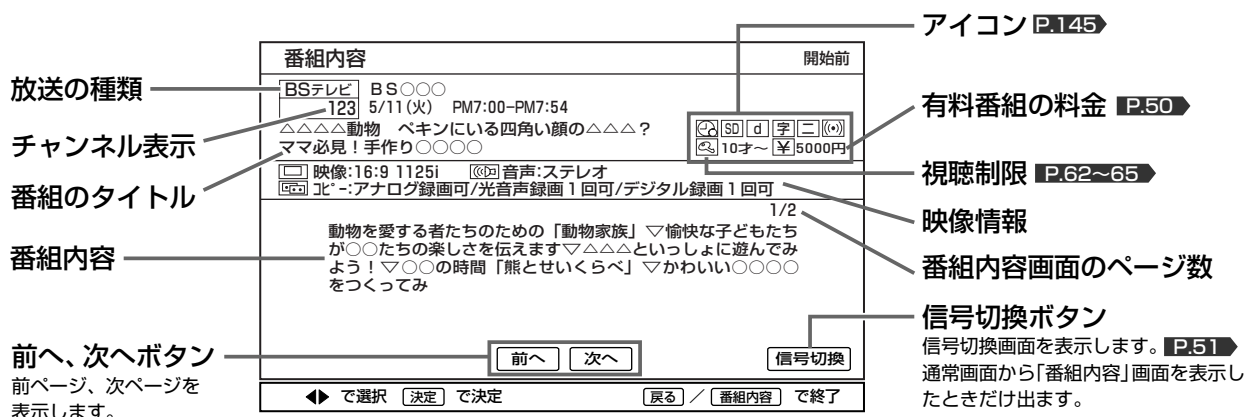 アイコン P.145
放送の種類
チャンネル表示
番組のタイトル
番組内容
前へ、次へボタン
前ページ、次ページを
表示します。
番組内容 開始前
BSテレビ BS○○○
123 5/11(火) PM7:00-PM7:54
△△△△動物 ペキンにいる四角い顔の△△△?
ママ必見!手作り○○○○
SD d 字 二
10才~ ¥5000円
映像:16:9 1125i 音声:ステレオ
コピー:アナログ録画可/光音声録画1回可/デジタル録画1回可
1/2
動物を愛する者たちのための「動物家族」▽愉快な子どもたち
が○○たちの楽しさを伝えます▽△△△といっしょに遊んでみ
よう!▽○○の時間「熊とせいくらべ」▽かわいい○○○○
をつくってみ
前へ 次へ 信号切換
で選択 決定 で決定 戻る / 番組内容 で終了
有料番組の料金 P.50
視聴制限 P.62~65
映像情報
番組内容画面のページ数
信号切換ボタン
信号切換画面を表示します。 P.51
通常画面から「番組内容」画面を表示し
たときだけ出ます。